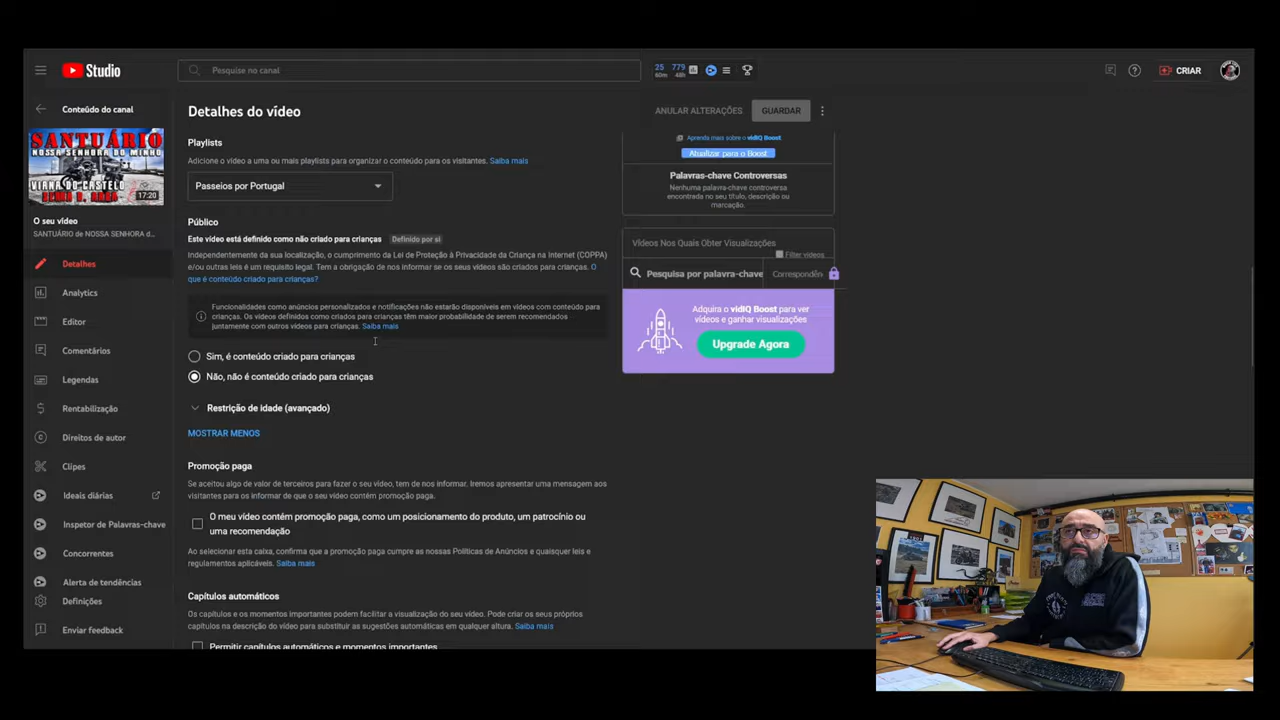 Studio
Pesquise no canal
25
60m
779
48h
CRIAR
Conteúdo do canal
SANTUÁRIO
NOSSA SENHORA DO MINHO
VIANA DO CASTELO
17:20
O seu vídeo
SANTUÁRIO de NOSSA SENHORA d...
Detalhes
Analytics
Editor
Comentários
Legendas
Rentabilização
Direitos de autor
Clipes
Ideais diárias
Inspetor de Palavras-chave
Concorrentes
Alerta de tendências
Definições
Enviar feedback
Detalhes do vídeo
ANULAR ALTERAÇÕES
GUARDAR
Playlists
Adicione o vídeo a uma ou mais playlists para organizar o conteúdo para os visitantes. Saiba mais
Passeios por Portugal
Público
Este vídeo está definido como não criado para crianças Definido por si
Independentemente da sua localização, o cumprimento da Lei de Proteção à Privacidade da Criança na Internet (COPPA)
e/ou outras leis é um requisito legal. Tem a obrigação de nos informar se os seus vídeos são criados para crianças. O
que é conteúdo criado para crianças?
Funcionalidades como anúncios personalizados e notificações não estarão disponíveis em vídeos com conteúdo para
crianças. Os vídeos definidos como criados para crianças têm maior probabilidade de serem recomendados
juntamente com outros vídeos para crianças. Saiba mais
Sim, é conteúdo criado para crianças
Não, não é conteúdo criado para crianças
Restrição de idade (avançado)
MOSTRAR MENOS
Promoção paga
Se aceitou algo de valor de terceiros para fazer o seu vídeo, tem de nos informar. Iremos apresentar uma mensagem aos
visitantes para os informar de que o seu vídeo contém promoção paga.
O meu vídeo contém promoção paga, como um posicionamento do produto, um patrocínio ou
uma recomendação
Ao selecionar esta caixa, confirma que a promoção paga cumpre as nossas Políticas de Anúncios e quaisquer leis e
regulamentos aplicáveis. Saiba mais
Capítulos automáticos
Os capítulos e os momentos importantes podem facilitar a visualização do seu vídeo. Pode criar os seus próprios
capítulos na descrição do vídeo para substituir as sugestões automáticas em qualquer altura. Saiba mais
Permitir capítulos automáticos e momentos importantes
Aprenda mais sobre o vidIQ Boost
Atualizar para o Boost
Palavras-chave Controversas
Nenhuma palavra-chave controversa
encontrada no seu título, descrição ou
marcação.
Vídeos Nos Quais Obter Visualizações
Filter vídeos
Pesquisa por palavra-chave
Correspondên
Adquira o vidIQ Boost para ver
vídeos e ganhar visualizações
Upgrade Agora